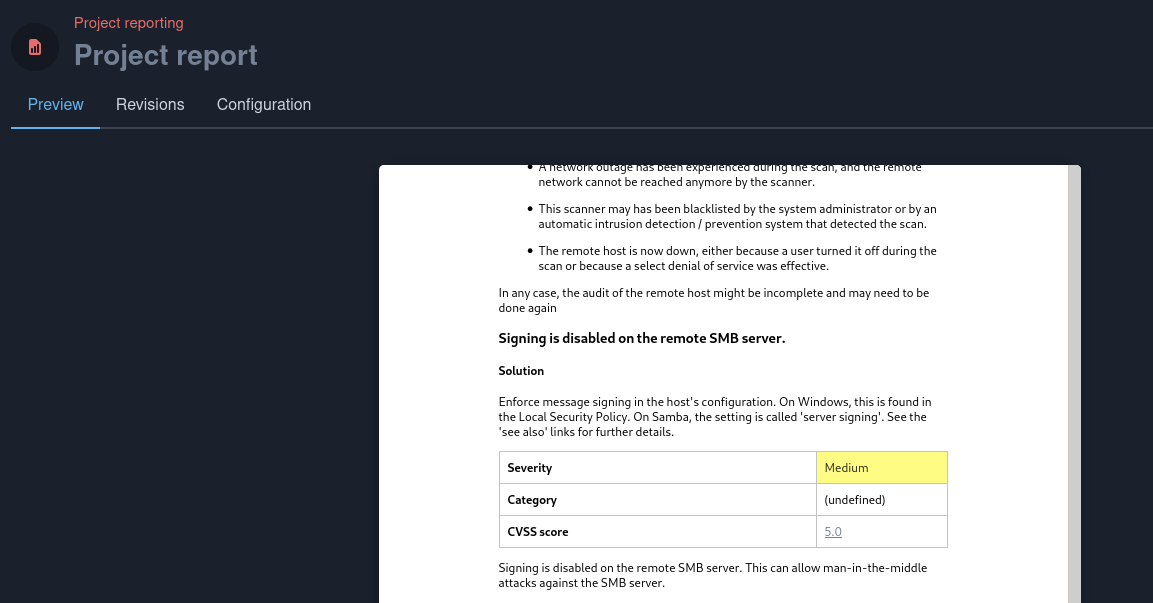 Project reporting
Project report
Preview
Revisions
Configuration
• A network outage has been experienced during the scan, and the remote
network cannot be reached anymore by the scanner.
• This scanner may has been blacklisted by the system administrator or by an
automatic intrusion detection / prevention system that detected the scan.
• The remote host is now down, either because a user turned it off during the
scan or because a select denial of service was effective.
In any case, the audit of the remote host might be incomplete and may need to be
done again
Signing is disabled on the remote SMB server.
Solution
Enforce message signing in the host's configuration. On Windows, this is found in
the Local Security Policy. On Samba, the setting is called 'server signing'. See the
'see also' links for further details.
Severity Medium
Category (undefined)
CVSS score 5.0
Signing is disabled on the remote SMB server. This can allow man-in-the-middle
attacks against the SMB server.